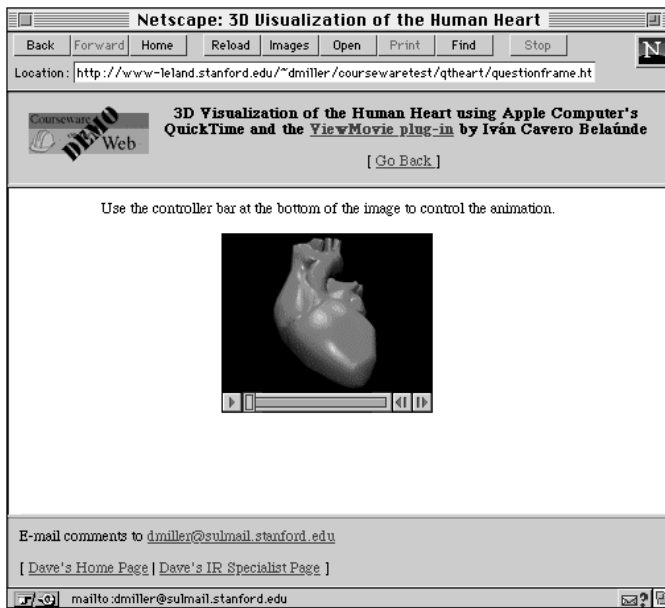 Netscape: 3D Visualization of the Human Heart
Back Forward Home Reload Images Open Print Find Stop
N
Location: http://www-leland.stanford.edu/~dmiller/coursewaretest/qtheart/questionframe.ht
Courseware
DEMO
Web
3D Visualization of the Human Heart using Apple Computer's
QuickTime and the ViewMovie plug-in by Iván Cavero Belaúnde
[ Go Back ]
Use the controller bar at the bottom of the image to control the animation.
E-mail comments to dmiller@sulmail.stanford.edu
[ Dave's Home Page | Dave's IR Specialist Page ]
mailto:dmiller@sulmail.stanford.edu
?